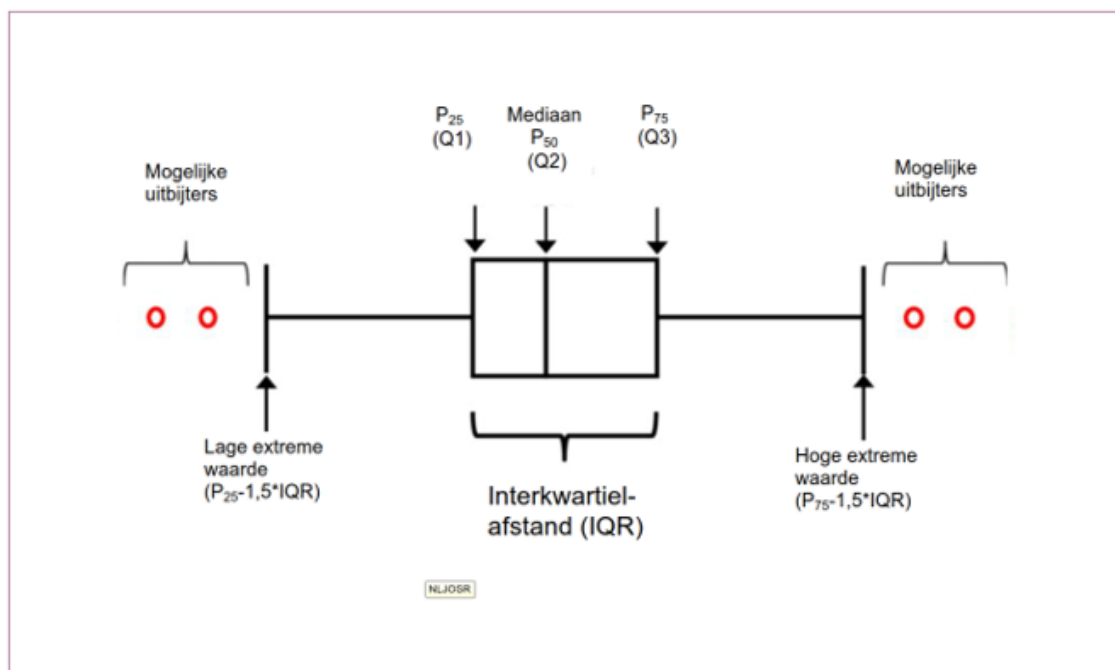 P₂₅
(Q1)
Mediaan
P₅₀
(Q2)
P₇₅
(Q3)
Mogelijke
uitbijters
Mogelijke
uitbijters
Lage extreme
waarde
(P₂₅-1,5*IQR)
Hoge extreme
waarde
(P₇₅-1,5*IQR)
Interkwartiel-
afstand (IQR)
NLJOSR